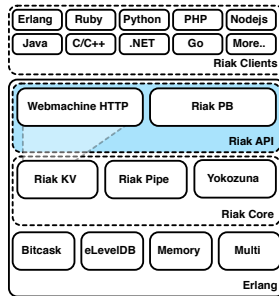 Erlang Ruby Python PHP Nodejs
Java C/C++ .NET Go More..
Riak Clients
Webmachine HTTP Riak PB
Riak API
Riak KV Riak Pipe Yokozuna
Riak Core
Bitcask eLevelDB Memory Multi
Erlang